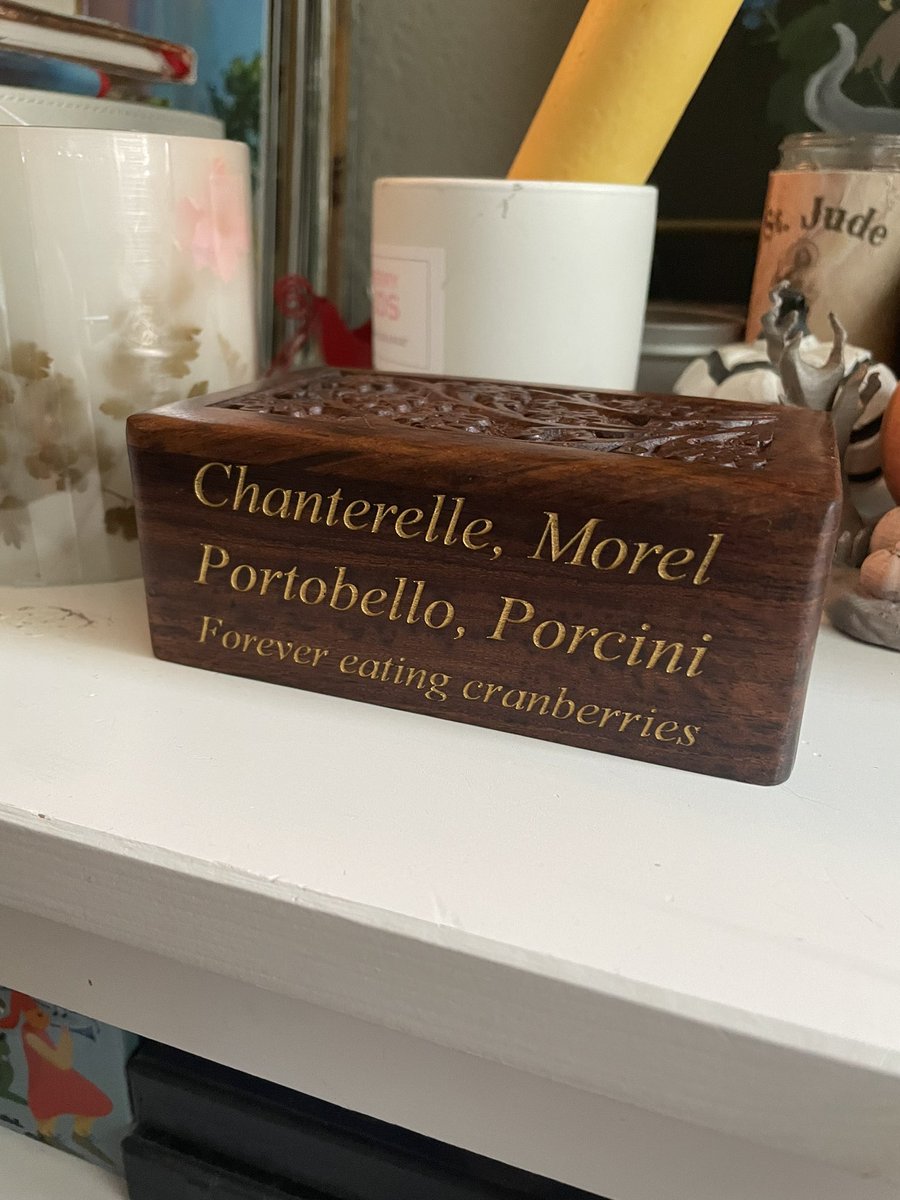 St. Jude
Chanterelle, Morel
Portobello, Porcini
Forever eating cranberries